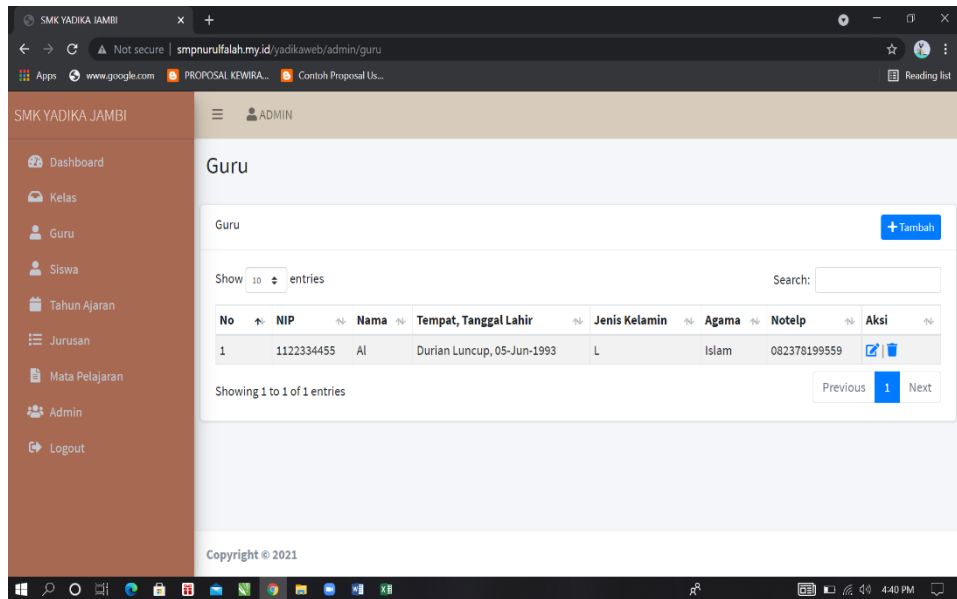 SMK YADIKA JAMBI
Not secure | smpnurulfalah.my.id/yadikaweb/admin/guru
Apps www.google.com PROPOSAL KEWIRA... Contoh Proposal Us... Reading list
SMK YADIKA JAMBI
ADMIN
Dashboard
Kelas
Guru
Siswa
Tahun Ajaran
Jurusan
Mata Pelajaran
Admin
Logout
Guru
Guru
Tambah
Show 10 entries
Search:
No NIP Nama Tempat, Tanggal Lahir Jenis Kelamin Agama Notelp Aksi
1 1122334455 Al Durian Luncup, 05-Jun-1993 L Islam 082378199559 |
Showing 1 to 1 of 1 entries
Previous 1 Next
Copyright © 2021
4:40 PM